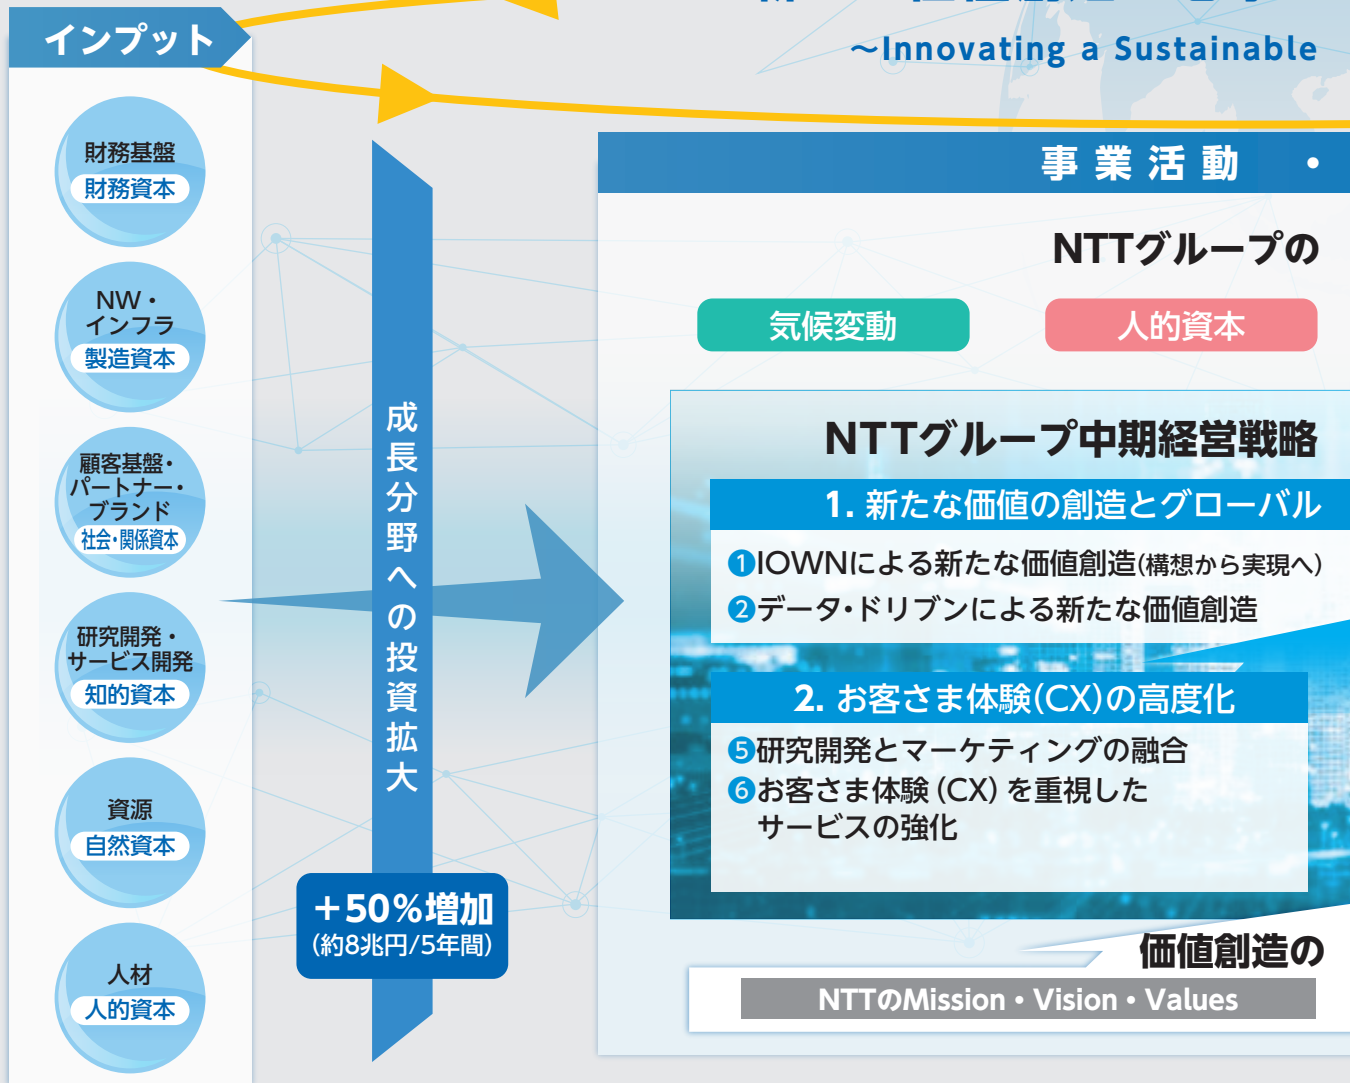 インプット
~Innovating a Sustainable
財務基盤
財務資本
NW・
インフラ
製造資本
顧客基盤・
パートナー・
ブランド
社会・関係資本
研究開発・
サービス開発
知的資本
資源
自然資本
人材
人的資本
成長分野への投資拡大
+50%増加
(約8兆円/5年間)
事業活動 ・
NTTグループの
気候変動
人的資本
NTTグループ中期経営戦略
1. 新たな価値の創造とグローバル
❶IOWNによる新たな価値創造(構想から実現へ)
❷データ・ドリブンによる新たな価値創造
2. お客さま体験(CX)の高度化
❺研究開発とマーケティングの融合
❻お客さま体験(CX)を重視した
サービスの強化
価値創造の
NTTのMission・Vision・Values